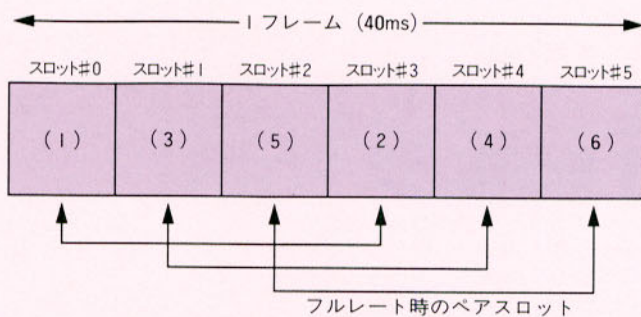 1フレーム (40ms)
スロット#0 スロット#1 スロット#2 スロット#3 スロット#4 スロット#5
(1) (3) (5) (2) (4) (6)
フルレート時のペアスロット